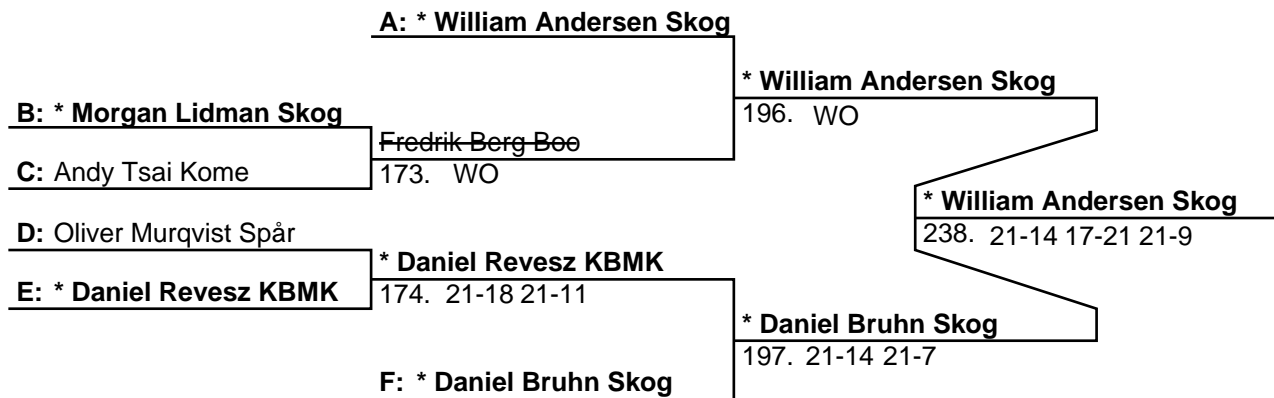 A: * William Andersen Skog
* William Andersen Skog
196. WO
B: * Morgan Lidman Skog
Fredrik Berg Boo
C: Andy Tsai Kome
173. WO
* William Andersen Skog
238. 21-14 17-21 21-9
D: Oliver Murqvist Spår
* Daniel Revesz KBMK
E: * Daniel Revesz KBMK
174. 21-18 21-11
* Daniel Bruhn Skog
197. 21-14 21-7
F: * Daniel Bruhn Skog